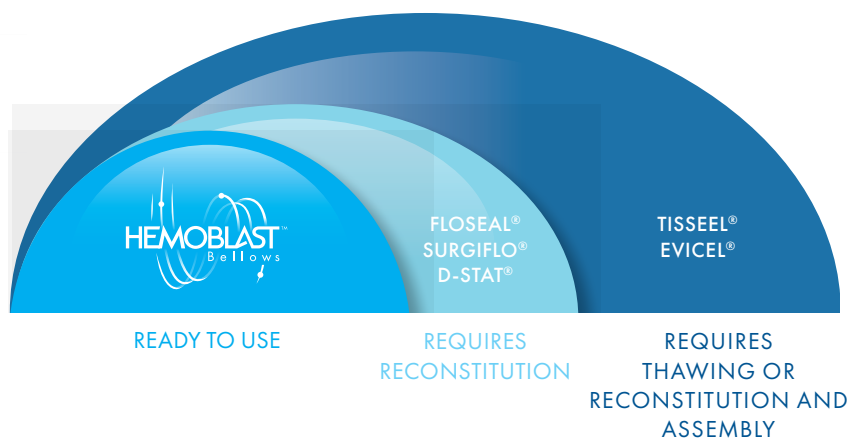 HEMOBLAST™
Bellows
FLOSEAL®
SURGIFLO®
D-STAT®
TISSEEL®
EVICEL®
READY TO USE
REQUIRES
RECONSTITUTION
REQUIRES
THAWING OR
RECONSTITUTION AND
ASSEMBLY